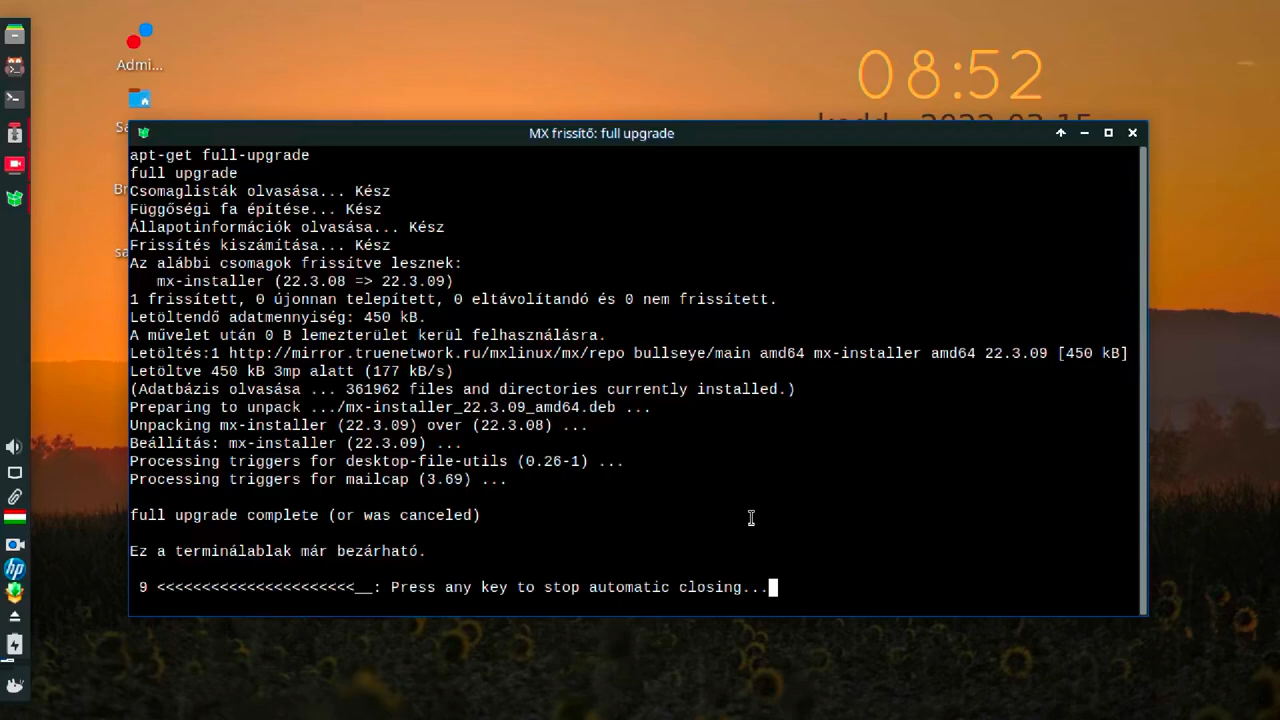 Admi...
08:52
MX frissítő: full upgrade
apt-get full-upgrade
full upgrade
Csomaglisták olvasása... Kész
Függőségi fa építése... Kész
Állapotinformációk olvasása... Kész
Frissítés kiszámítása... Kész
Az alábbi csomagok frissítve lesznek:
mx-installer (22.3.08 => 22.3.09)
1 frissített, 0 újonnan telepített, 0 eltávolítandó és 0 nem frissített.
Letöltendő adatmennyiség: 450 kB.
A művelet után 0 B lemezterület kerül felhasználásra.
Letöltés:1 http://mirror.truenetwork.ru/mxlinux/mx/repo bullseye/main amd64 mx-installer amd64 22.3.09 [450 kB]
Letöltve 450 kB 3mp alatt (177 kB/s)
(Adatbázis olvasása ... 361962 files and directories currently installed.)
Preparing to unpack .../mx-installer_22.3.09_amd64.deb ...
Unpacking mx-installer (22.3.09) over (22.3.08) ...
Beállítás: mx-installer (22.3.09) ...
Processing triggers for desktop-file-utils (0.26-1) ...
Processing triggers for mailcap (3.69) ...
full upgrade complete (or was canceled)
Ez a terminálablak már bezárható.
9 <<<<<<<<<<<<<<<<<<<<<<__: Press any key to stop automatic closing...
hp